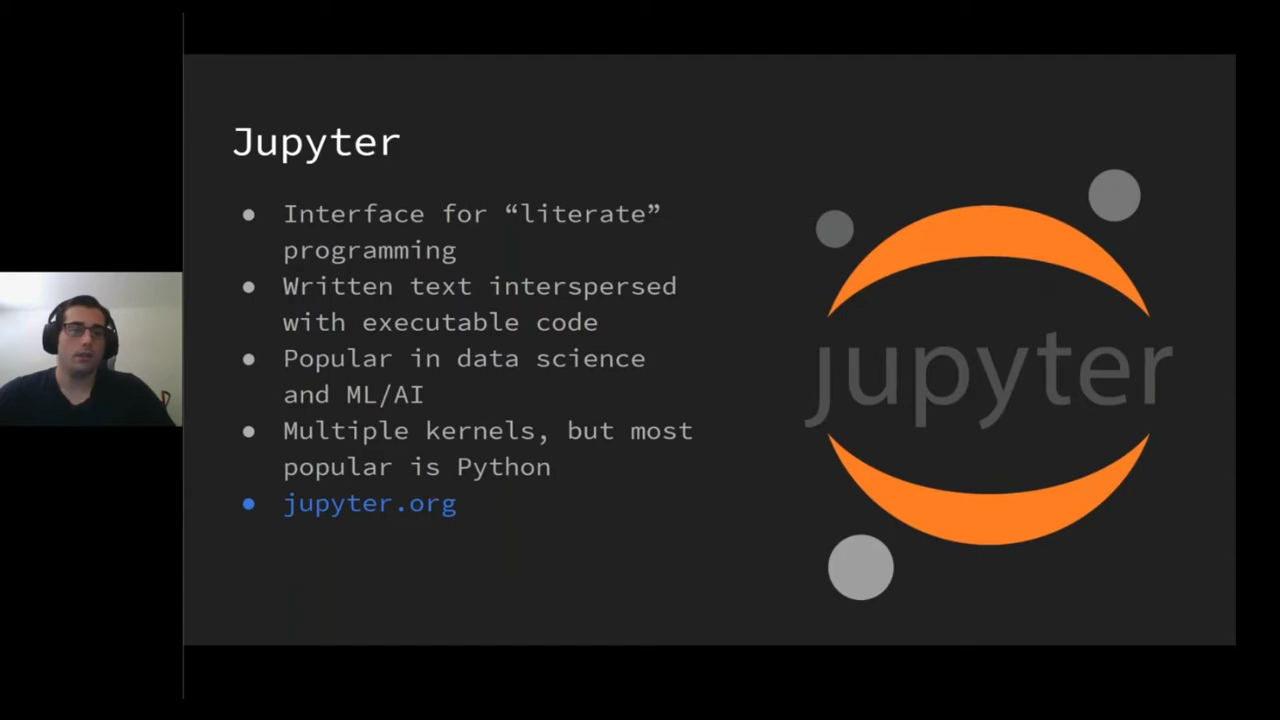 Jupyter
● Interface for “literate”
programming
● Written text interspersed
with executable code
● Popular in data science
and ML/AI
● Multiple kernels, but most
popular is Python
● jupyter.org
jupyter